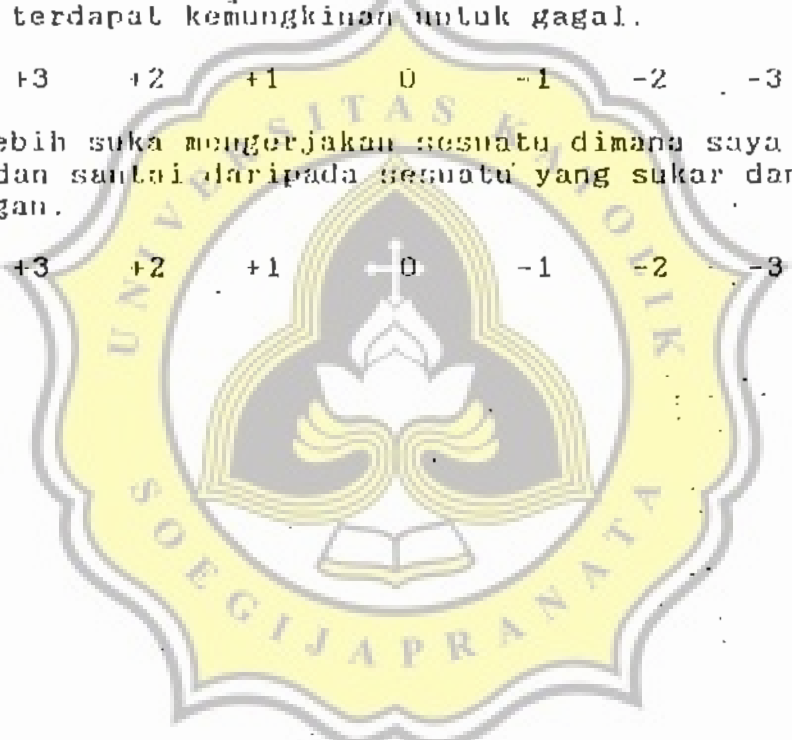 terdapat kemungkinan untuk gagal.
+3 +2 +1 0 -1 -2 -3
ebih suka mengerjakan sesuatu dimana saya
dan santai daripada sesuatu yang sukar dan
gan.
+3 +2 +1 0 -1 -2 -3
UNIVERSITAS KATOLIK
SOEGIJAPRANATA